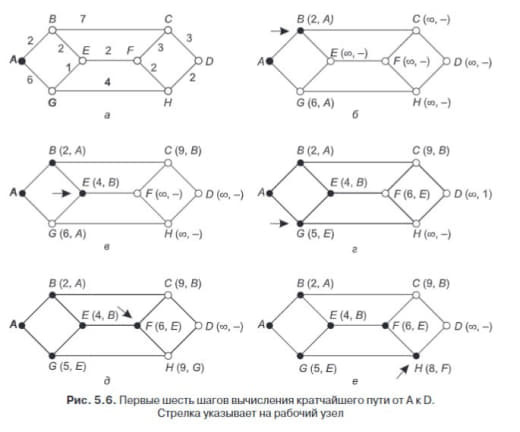 B 7 C
2 2 E 2 F 3 3
A D
6 1 2 2
4
G H
а
B (2, A) C (∞, –)
E (∞, –)
A F (∞, –) D (∞, –)
G (6, A) H (∞, –)
б
B (2, A) C (9, B)
E (4, B)
A F (∞, –) D (∞, –)
G (6, A) H (∞, –)
в
B (2, A) C (9, B)
E (4, B)
A F (6, E) D (∞, 1)
G (5, E) H (∞, –)
г
B (2, A) C (9, B)
E (4, B)
A F (6, E) D (∞, –)
G (5, E) H (9, G)
д
B (2, A) C (9, B)
E (4, B)
A F (6, E) D (∞, –)
G (5, E) H (8, F)
е
Рис. 5.6. Первые шесть шагов вычисления кратчайшего пути от A к D.
Стрелка указывает на рабочий узел